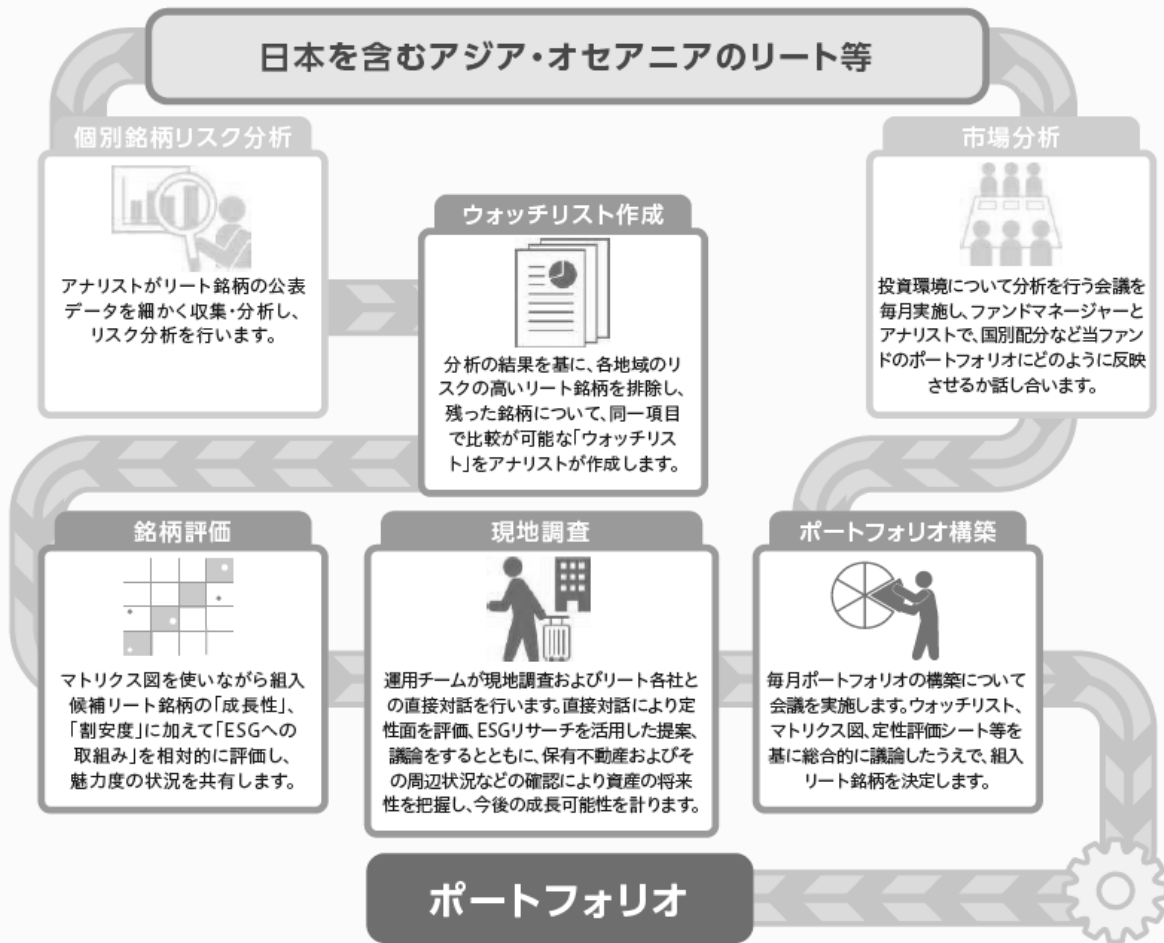 日本を含むアジア・オセアニアのリート等
個別銘柄リスク分析
アナリストがリート銘柄の公表
データを細かく収集・分析し、
リスク分析を行います。
ウォッチリスト作成
分析の結果を基に、各地域のリ
スクの高いリート銘柄を排除し、
残った銘柄について、同一項目
で比較が可能な「ウォッチリス
ト」をアナリストが作成します。
市場分析
投資環境について分析を行う会議を
毎月実施し、ファンドマネージャーと
アナリストで、国別配分など当ファン
ドのポートフォリオにどのように反映
させるか話し合います。
銘柄評価
マトリクス図を使いながら組入
候補リート銘柄の「成長性」、
「割安度」に加えて「ESGへの
取組み」を相対的に評価し、
魅力度の状況を共有します。
現地調査
運用チームが現地調査およびリート各社と
の直接対話を行います。直接対話により定
性面を評価、ESGリサーチを活用した提案、
議論をするとともに、保有不動産およびそ
の周辺状況などの確認により資産の将来
性を把握し、今後の成長可能性を計ります。
ポートフォリオ構築
毎月ポートフォリオの構築について
会議を実施します。ウォッチリスト、
マトリクス図、定性評価シート等を
基に総合的に議論したうえで、組入
リート銘柄を決定します。
ポートフォリオ